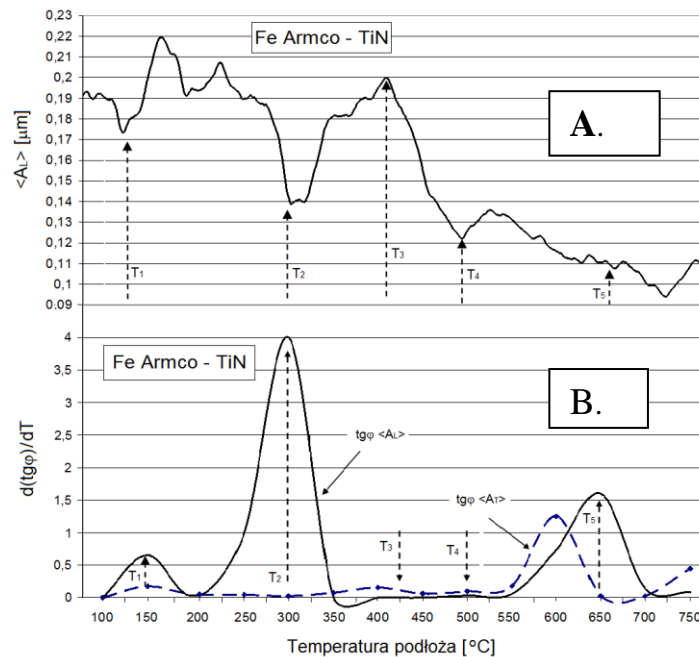 0,23
0,22
0,21
0,2
0,19
0,18
0,17
0,16
0,15
0,14
0,13
0,12
0,11
0,1
0,09
<AL> [μm]
Fe Armco - TiN
A.
T1
T2
T3
T4
T5
4
3,5
3
2,5
2
1,5
1
0,5
0
d(tgφ)/dT
Fe Armco - TiN
B.
tgφ <AL>
tgφ <AT>
T1
T2
T3
T4
T5
100 150 200 250 300 350 400 450 500 550 600 650 700 750
Temperatura podłoża [°C]